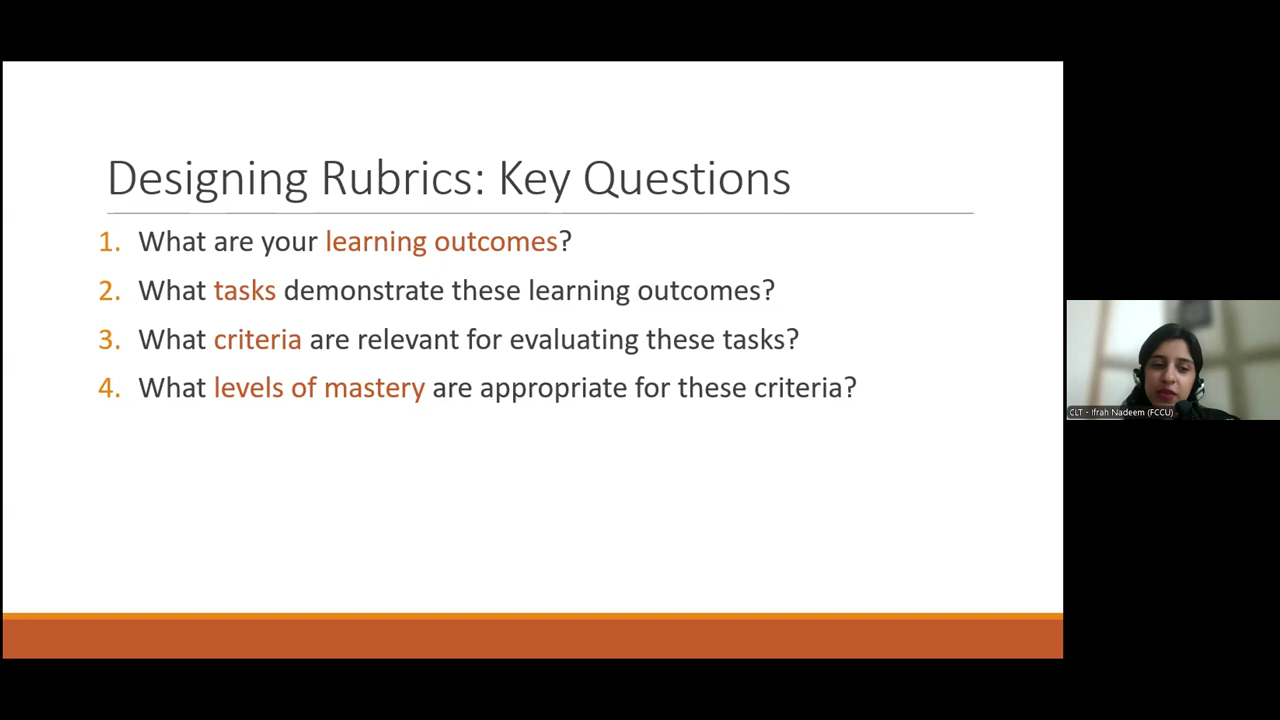 Designing Rubrics: Key Questions
1. What are your learning outcomes?
2. What tasks demonstrate these learning outcomes?
3. What criteria are relevant for evaluating these tasks?
4. What levels of mastery are appropriate for these criteria?
CLT - Ifrah Nadeem (FCCU)